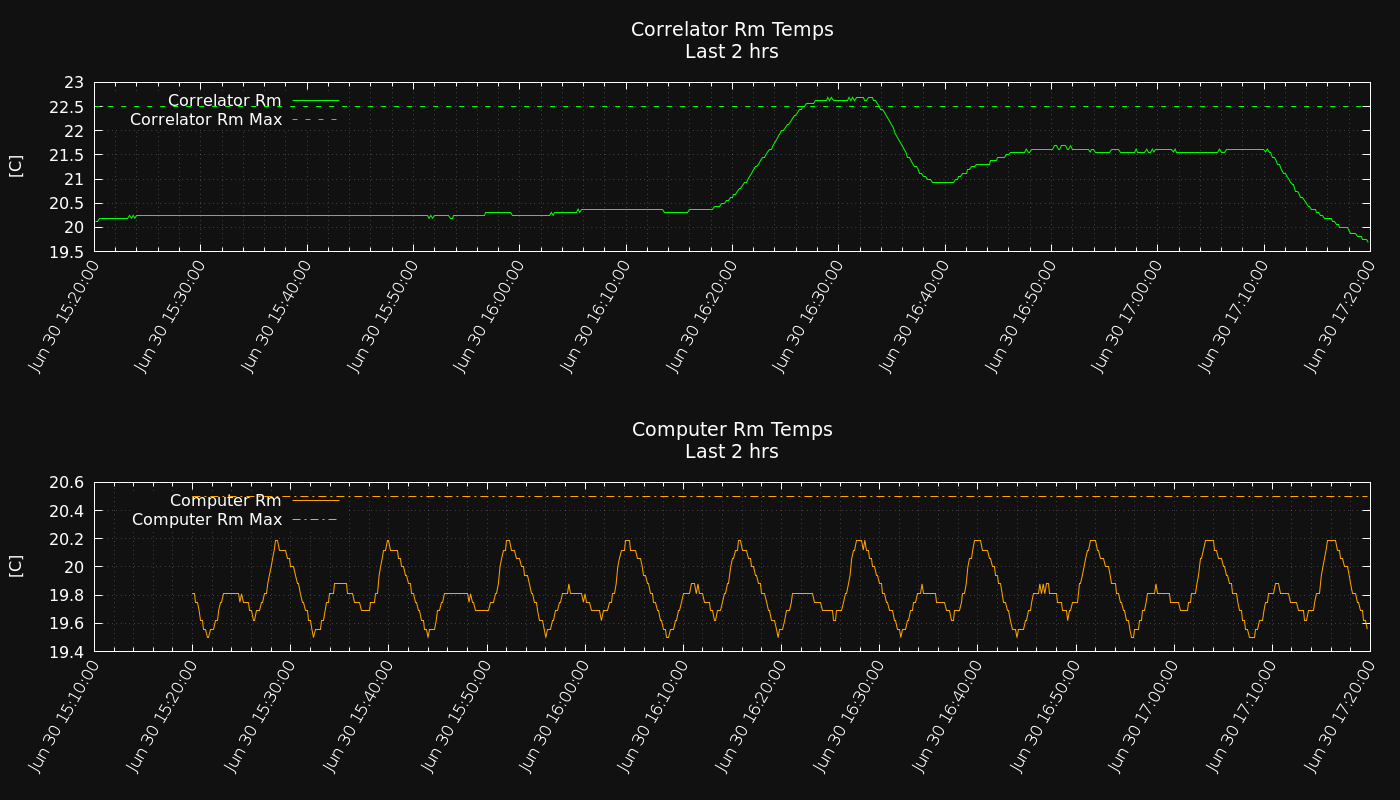 Correlator Rm Temps
Last 2 hrs
23
22.5
22
21.5
21
20.5
20
19.5
[C]
Correlator Rm
Correlator Rm Max
Jun 30 15:20:00
Jun 30 15:30:00
Jun 30 15:40:00
Jun 30 15:50:00
Jun 30 16:00:00
Jun 30 16:10:00
Jun 30 16:20:00
Jun 30 16:30:00
Jun 30 16:40:00
Jun 30 16:50:00
Jun 30 17:00:00
Jun 30 17:10:00
Jun 30 17:20:00
Computer Rm Temps
Last 2 hrs
20.6
20.4
20.2
20
19.8
19.6
19.4
[C]
Computer Rm
Computer Rm Max
Jun 30 15:10:00
Jun 30 15:20:00
Jun 30 15:30:00
Jun 30 15:40:00
Jun 30 15:50:00
Jun 30 16:00:00
Jun 30 16:10:00
Jun 30 16:20:00
Jun 30 16:30:00
Jun 30 16:40:00
Jun 30 16:50:00
Jun 30 17:00:00
Jun 30 17:10:00
Jun 30 17:20:00